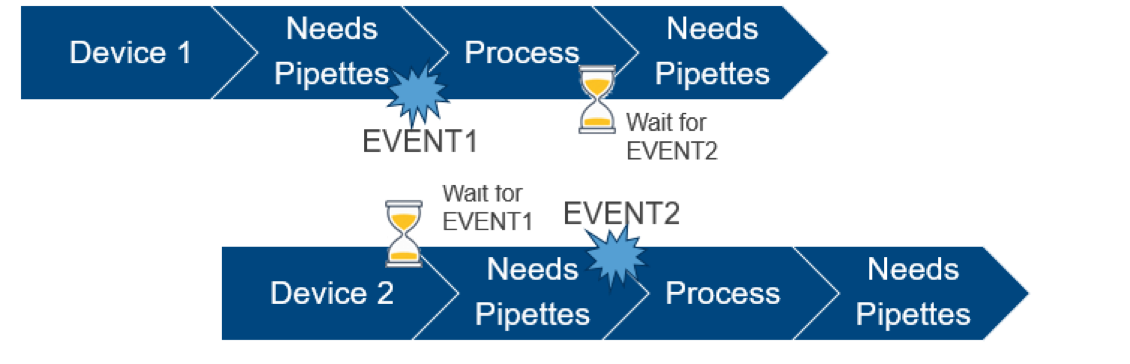 Device 1
Needs
Pipettes
Process
Needs
Pipettes
EVENT1
Wait for
EVENT2
Wait for
EVENT1
EVENT2
Device 2
Needs
Pipettes
Process
Needs
Pipettes